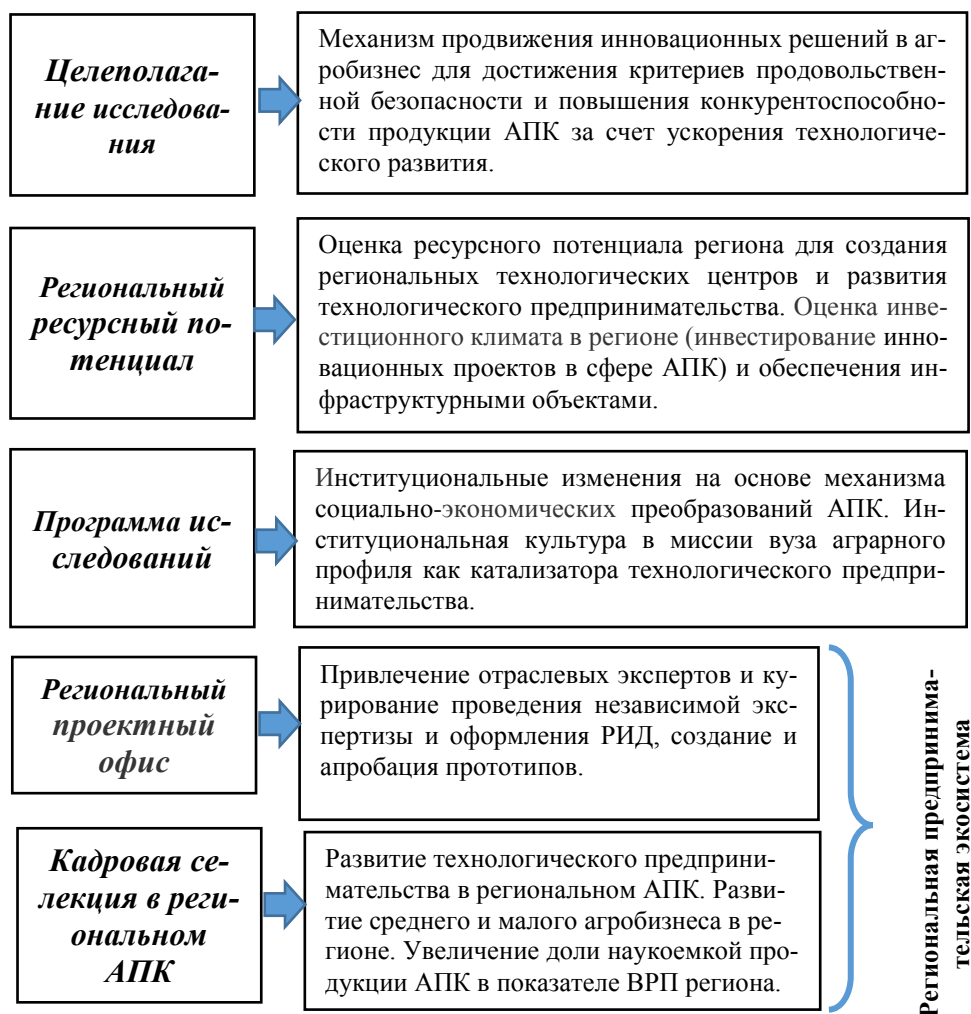 Целеполага-
ние исследова-
ния
Механизм продвижения инновационных решений в аг-
робизнес для достижения критериев продовольствен-
ной безопасности и повышения конкурентоспособно-
сти продукции АПК за счет ускорения технологиче-
ского развития.
Региональный
ресурсный по-
тенциал
Оценка ресурсного потенциала региона для создания
региональных технологических центров и развития
технологического предпринимательства. Оценка инве-
стиционного климата в регионе (инвестирование инно-
вационных проектов в сфере АПК) и обеспечения ин-
фраструктурными объектами.
Программа ис-
следований
Институциональные изменения на основе механизма
социально-экономических преобразований АПК. Ин-
ституциональная культура в миссии вуза аграрного
профиля как катализатора технологического предпри-
нимательства.
Региональный
проектный
офис
Привлечение отраслевых экспертов и ку-
рирование проведения независимой экс-
пертизы и оформления РИД, создание и
апробация прототипов.
Кадровая се-
лекция в реги-
ональном
АПК
Развитие технологического предприни-
мательства в региональном АПК. Разви-
тие среднего и малого агробизнеса в ре-
гионе. Увеличение доли наукоемкой про-
дукции АПК в показателе ВРП региона.
Региональная предпринима-
тельская экосистема